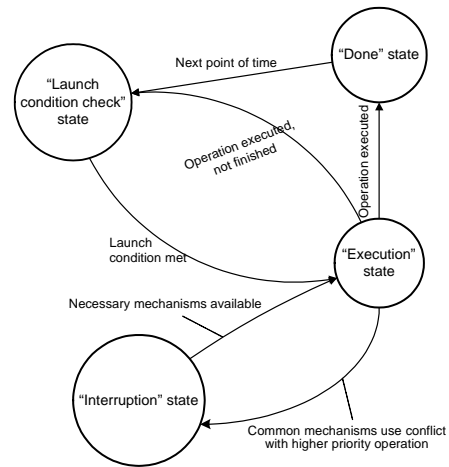 “Done” state
Next point of time
“Launch
condition check”
state
Operation executed,
not finished
Operation executed
Launch
condition met
“Execution”
state
Necessary mechanisms available
“Interruption” state
Common mechanisms use conflict
with higher priority operation